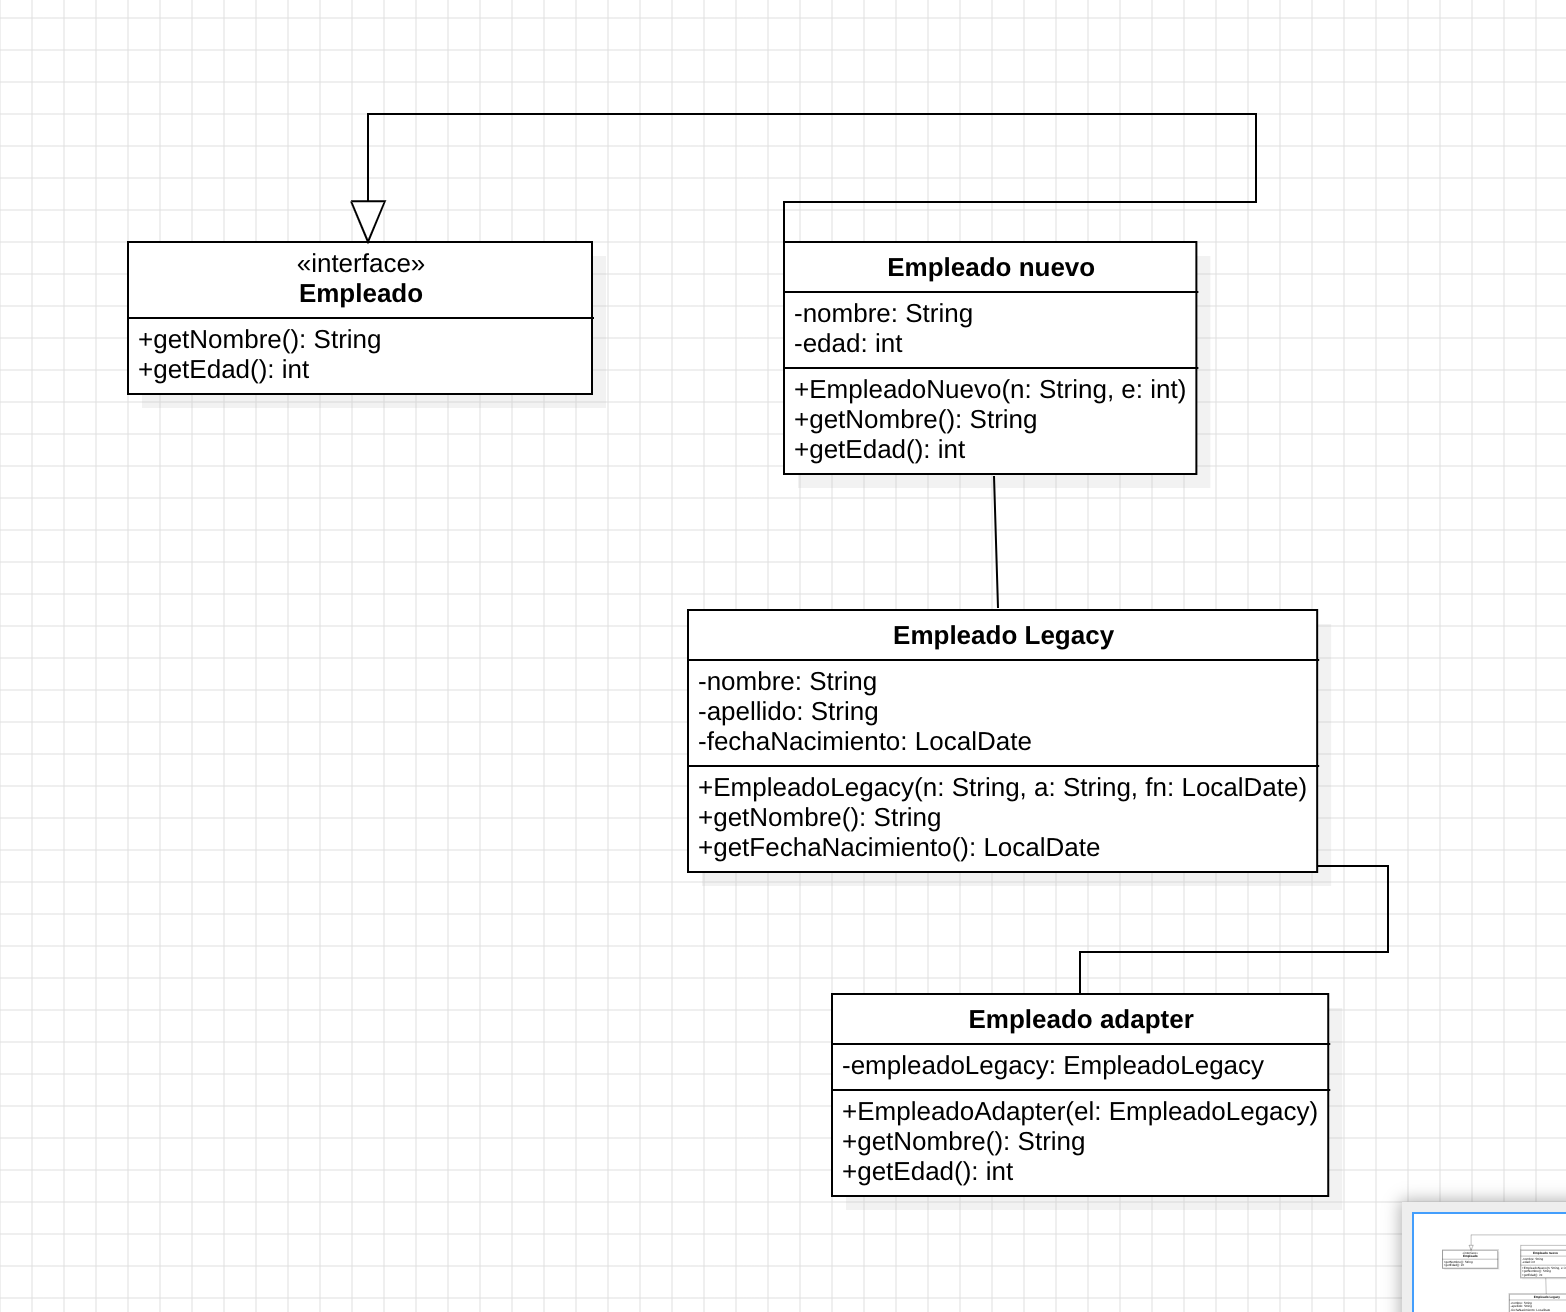 «interface»
Empleado
+getNombre(): String
+getEdad(): int
Empleado nuevo
-nombre: String
-edad: int
+EmpleadoNuevo(n: String, e: int)
+getNombre(): String
+getEdad(): int
Empleado Legacy
-nombre: String
-apellido: String
-fechaNacimiento: LocalDate
+EmpleadoLegacy(n: String, a: String, fn: LocalDate)
+getNombre(): String
+getFechaNacimiento(): LocalDate
Empleado adapter
-empleadoLegacy: EmpleadoLegacy
+EmpleadoAdapter(el: EmpleadoLegacy)
+getNombre(): String
+getEdad(): int